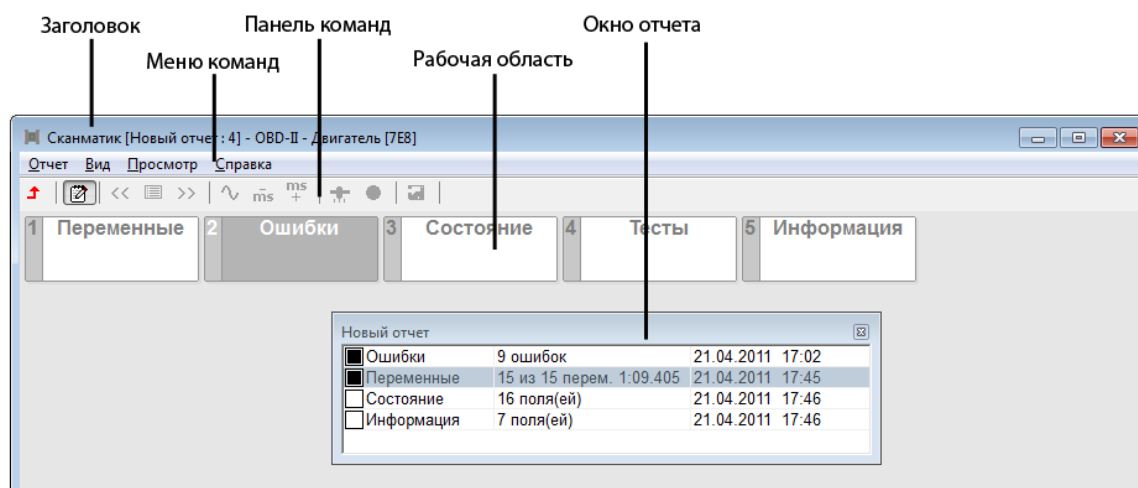 Заголовок Панель команд Окно отчета
Меню команд Рабочая область
Сканматик [Новый отчет : 4] - OBD-II - Двигатель [7E8]
Отчет Вид Просмотр Справка
<< >> ms ms +
1 Переменные 2 Ошибки 3 Состояние 4 Тесты 5 Информация
Новый отчет
Ошибки 9 ошибок 21.04.2011 17:02
Переменные 15 из 15 перем. 1:09.405 21.04.2011 17:45
Состояние 16 поля(ей) 21.04.2011 17:46
Информация 7 поля(ей) 21.04.2011 17:46